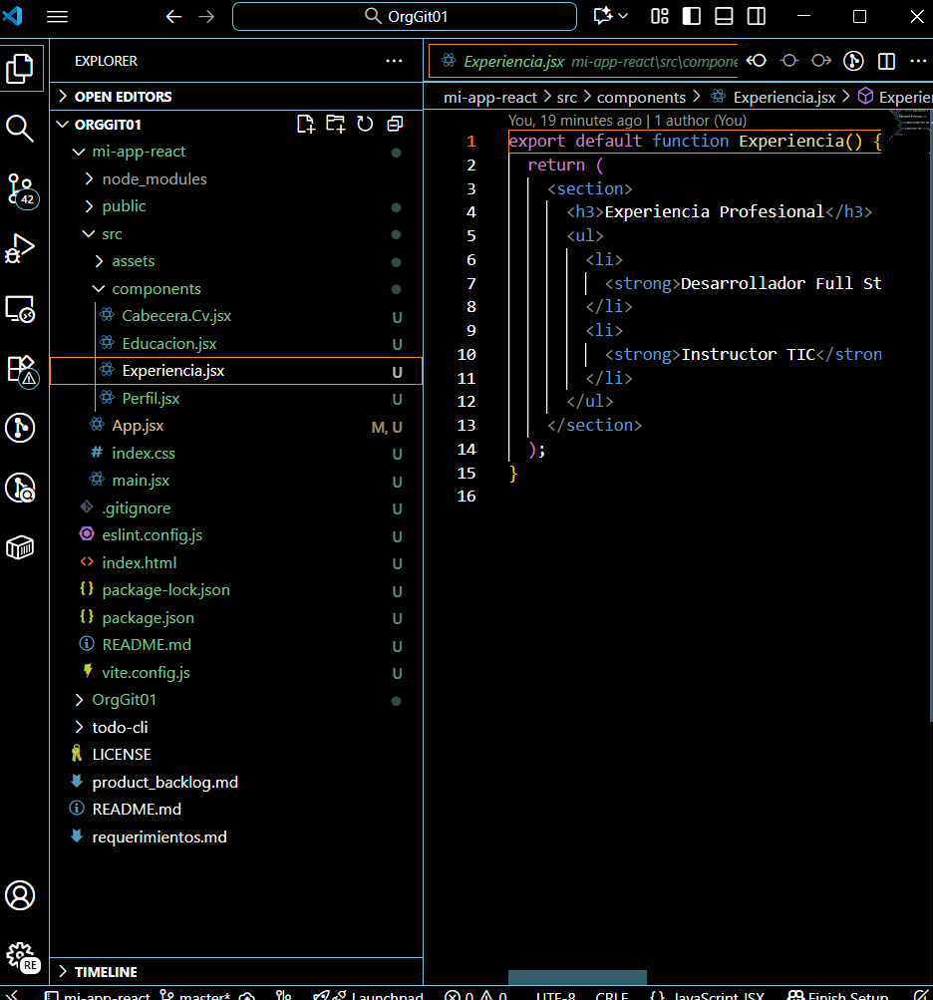 OrgGit01
EXPLORER
OPEN EDITORS
ORGGIT01
mi-app-react
node_modules
public
src
assets
components
Cabecera.Cv.jsx U
Educacion.jsx U
Experiencia.jsx U
Perfil.jsx U
App.jsx M, U
# index.css U
main.jsx U
.gitignore U
eslint.config.js U
<> index.html U
{} package-lock.json U
{} package.json U
README.md U
vite.config.js U
OrgGit01
todo-cli
LICENSE
product_backlog.md
README.md
requerimientos.md
TIMELINE
42
RE
Experiencia.jsx mi-app-react\src\compone
mi-app-react > src > components > Experiencia.jsx > Experien
You, 19 minutes ago | 1 author (You)
1 export default function Experiencia() {
2 return (
3 <section>
4 <h3>Experiencia Profesional</h3>
5 <ul>
6 <li>
7 <strong>Desarrollador Full St
8 </li>
9 <li>
10 <strong>Instructor TIC</stron
11 </li>
12 </ul>
13 </section>
14 );
15 }
16
mi-app-react master* Launchpad 0 0 UTF-8 CRLF {} JavaScript JSX Finish Setup